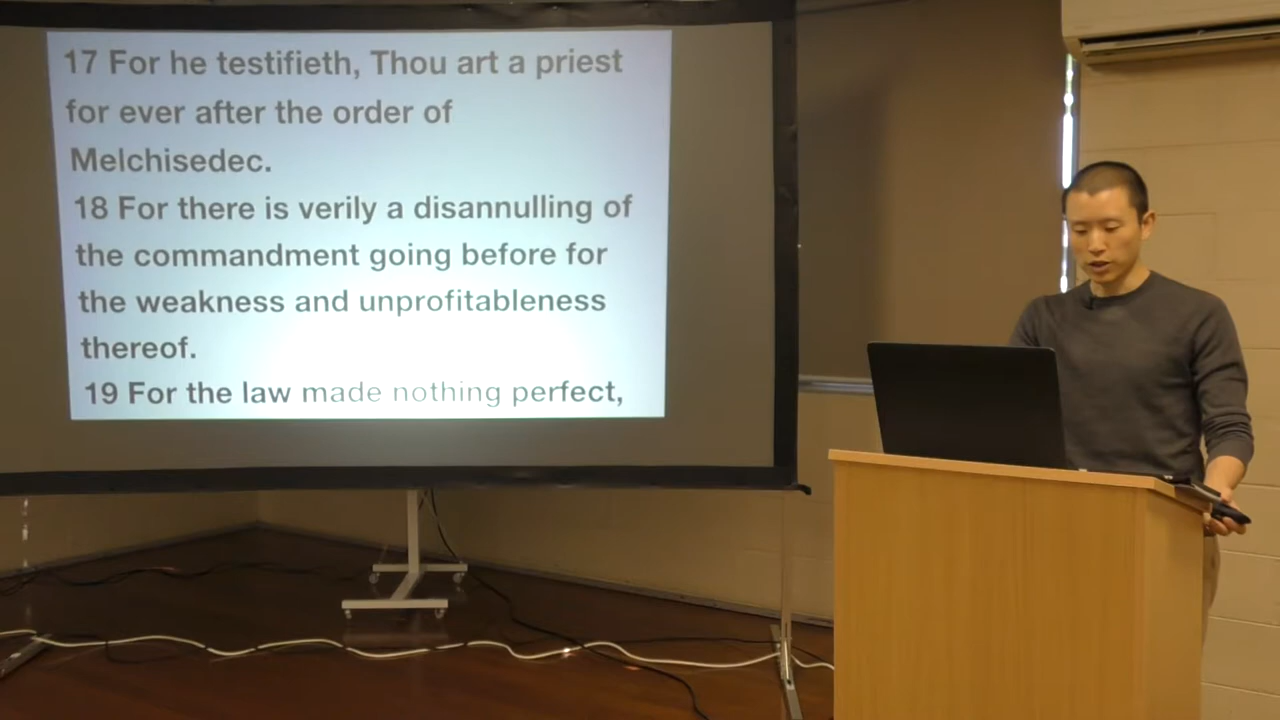 17 For he testifieth, Thou art a priest
for ever after the order of
Melchisedec.
18 For there is verily a disannulling of
the commandment going before for
the weakness and unprofitableness
thereof.
19 For the law made nothing perfect,